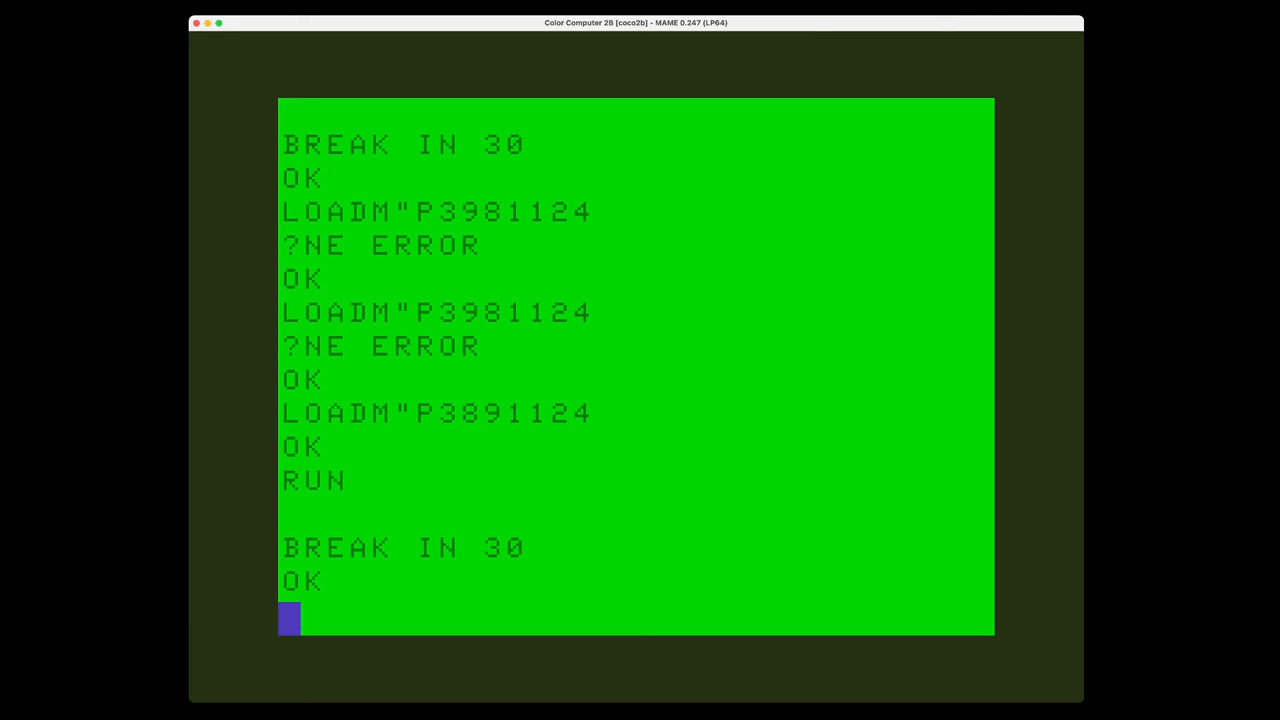 Color Computer 2B [coco2b] - MAME 0.247 (LP64)
BREAK IN 30
OK
LOADM"P3981124
?NE ERROR
OK
LOADM"P3981124
?NE ERROR
OK
LOADM"P3891124
OK
RUN
BREAK IN 30
OK